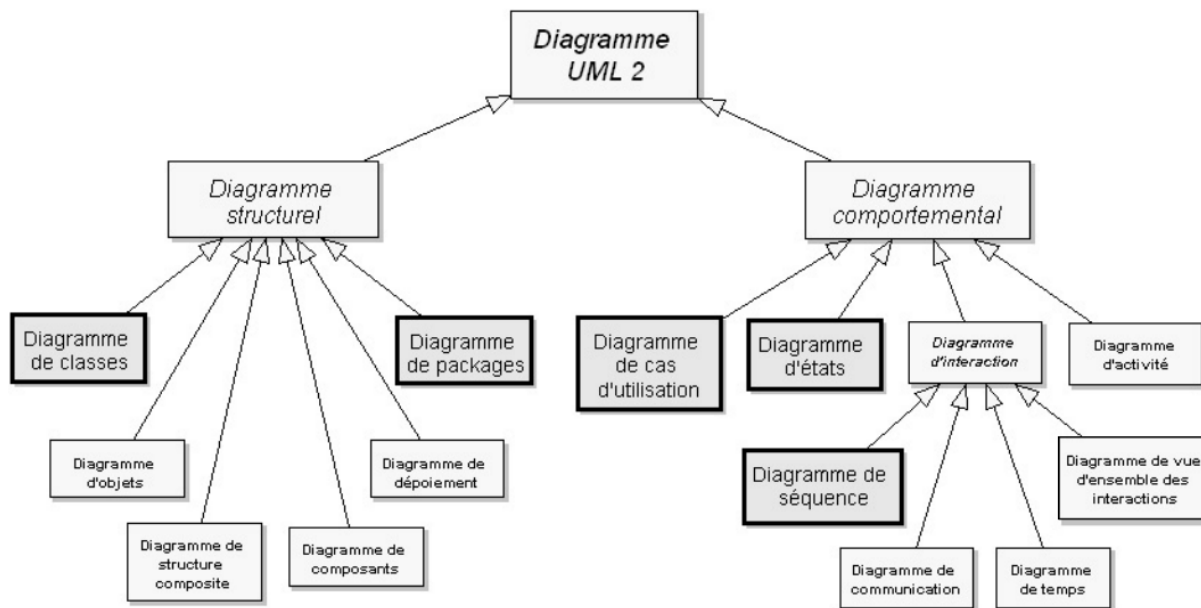 Diagramme
UML 2
Diagramme
structurel
Diagramme
comportemental
Diagramme
de classes
Diagramme
de packages
Diagramme
de cas
d'utilisation
Diagramme
d'états
Diagramme
d'interaction
Diagramme
d'activité
Diagramme
d'objets
Diagramme de
dépoiement
Diagramme de
séquence
Diagramme de vue
d'ensemble des
interactions
Diagramme de
structure
composite
Diagramme de
composants
Diagramme de
communication
Diagramme
de temps